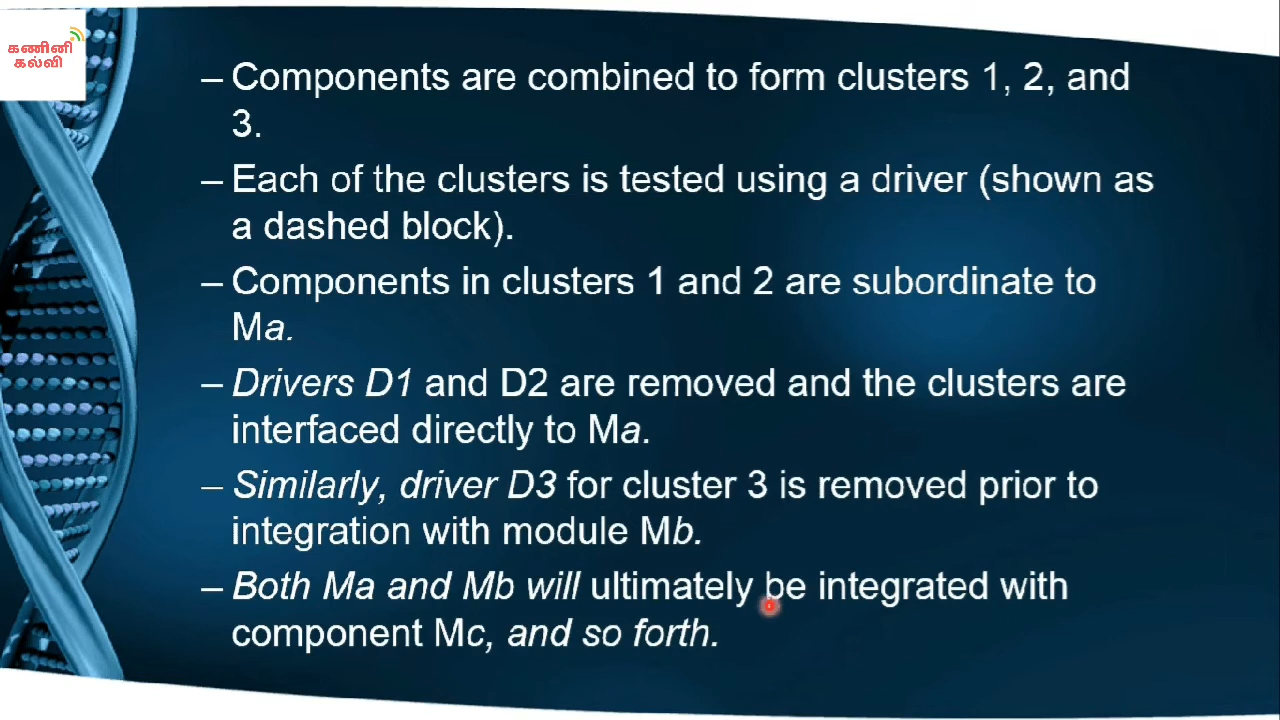 கணினி
கல்வி
– Components are combined to form clusters 1, 2, and
3.
– Each of the clusters is tested using a driver (shown as
a dashed block).
– Components in clusters 1 and 2 are subordinate to
Ma.
– Drivers D1 and D2 are removed and the clusters are
interfaced directly to Ma.
– Similarly, driver D3 for cluster 3 is removed prior to
integration with module Mb.
– Both Ma and Mb will ultimately be integrated with
component Mc, and so forth.